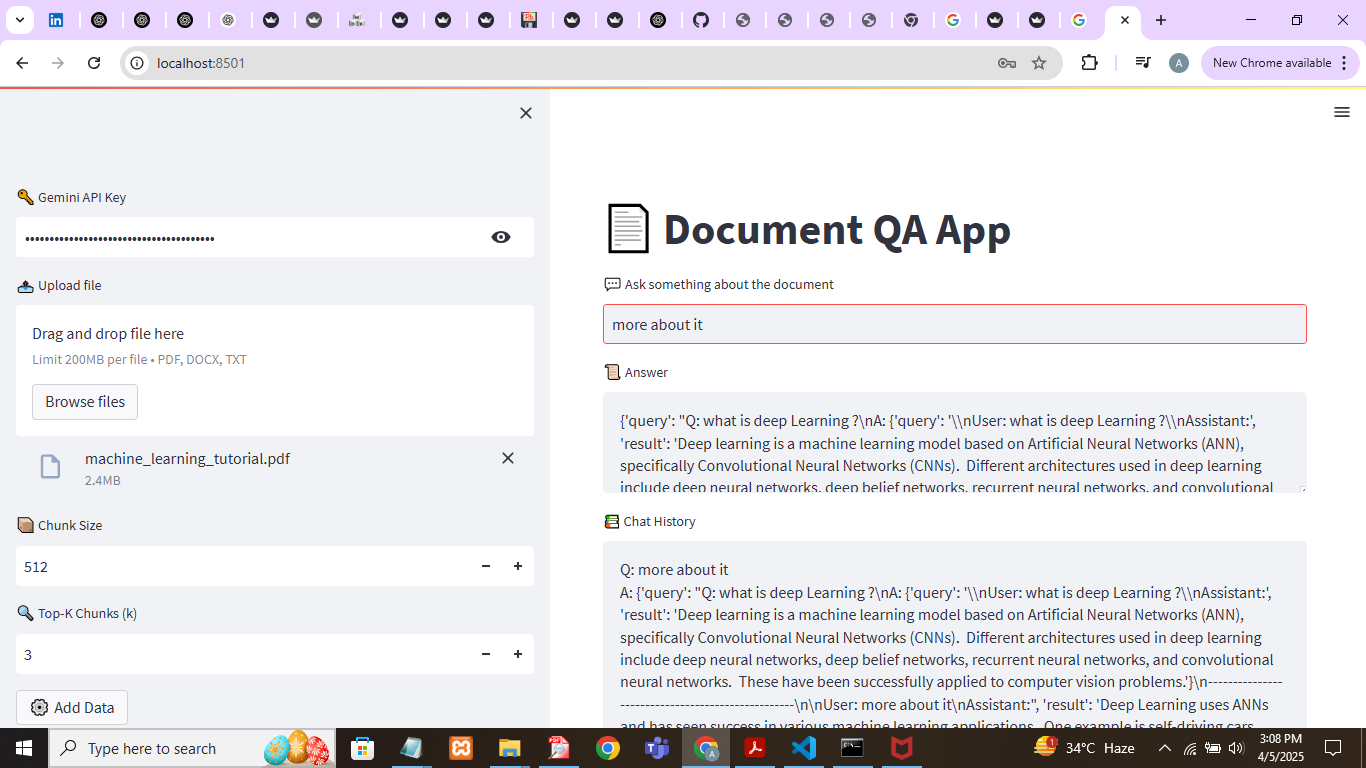 localhost:8501
A
New Chrome available
Gemini API Key
••••••••••••••••••••••••••••••••••••••
Upload file
Drag and drop file here
Limit 200MB per file • PDF, DOCX, TXT
Browse files
machine_learning_tutorial.pdf
2.4MB
Chunk Size
512
Top-K Chunks (k)
3
Add Data
Document QA App
Ask something about the document
more about it
Answer
{'query': "Q: what is deep Learning ?\nA: {'query': '\\nUser: what is deep Learning ?\\nAssistant:',
'result': 'Deep learning is a machine learning model based on Artificial Neural Networks (ANN),
specifically Convolutional Neural Networks (CNNs).  Different architectures used in deep learning
include deep neural networks, deep belief networks, recurrent neural networks, and convolutional
Chat History
Q: more about it
A: {'query': "Q: what is deep Learning ?\nA: {'query': '\\nUser: what is deep Learning ?\\nAssistant:',
'result': 'Deep learning is a machine learning model based on Artificial Neural Networks (ANN),
specifically Convolutional Neural Networks (CNNs).  Different architectures used in deep learning
include deep neural networks, deep belief networks, recurrent neural networks, and convolutional
neural networks.  These have been successfully applied to computer vision problems.'}\n---------------
-----------------------------------\n\nUser: more about it\nAssistant:", 'result': 'Deep Learning uses ANNs
and has seen success in various machine learning applications.  One example is self-driving cars
Type here to search
34°C Haze
3:08 PM
4/5/2025